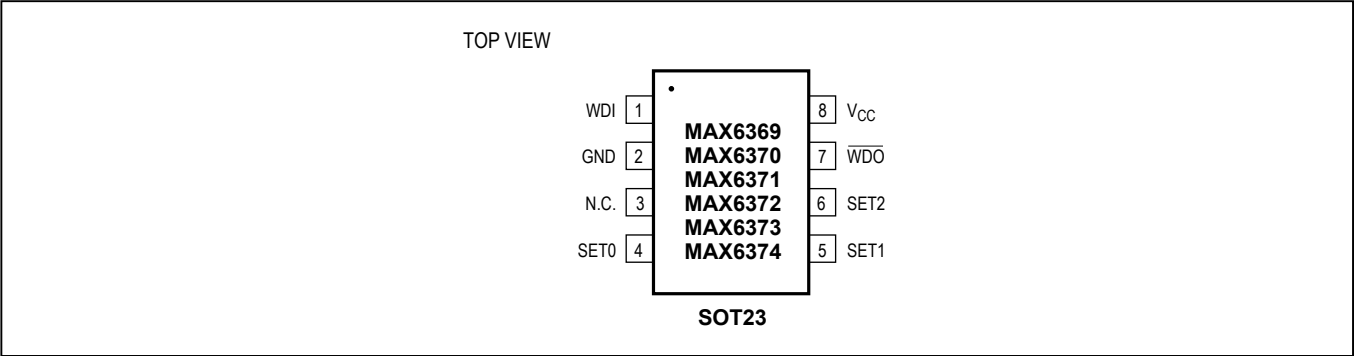 TOP VIEW
WDI 1
GND 2
N.C. 3
SET0 4
MAX6369
MAX6370
MAX6371
MAX6372
MAX6373
MAX6374
8 VCC
7 W̅D̅O̅
6 SET2
5 SET1
SOT23